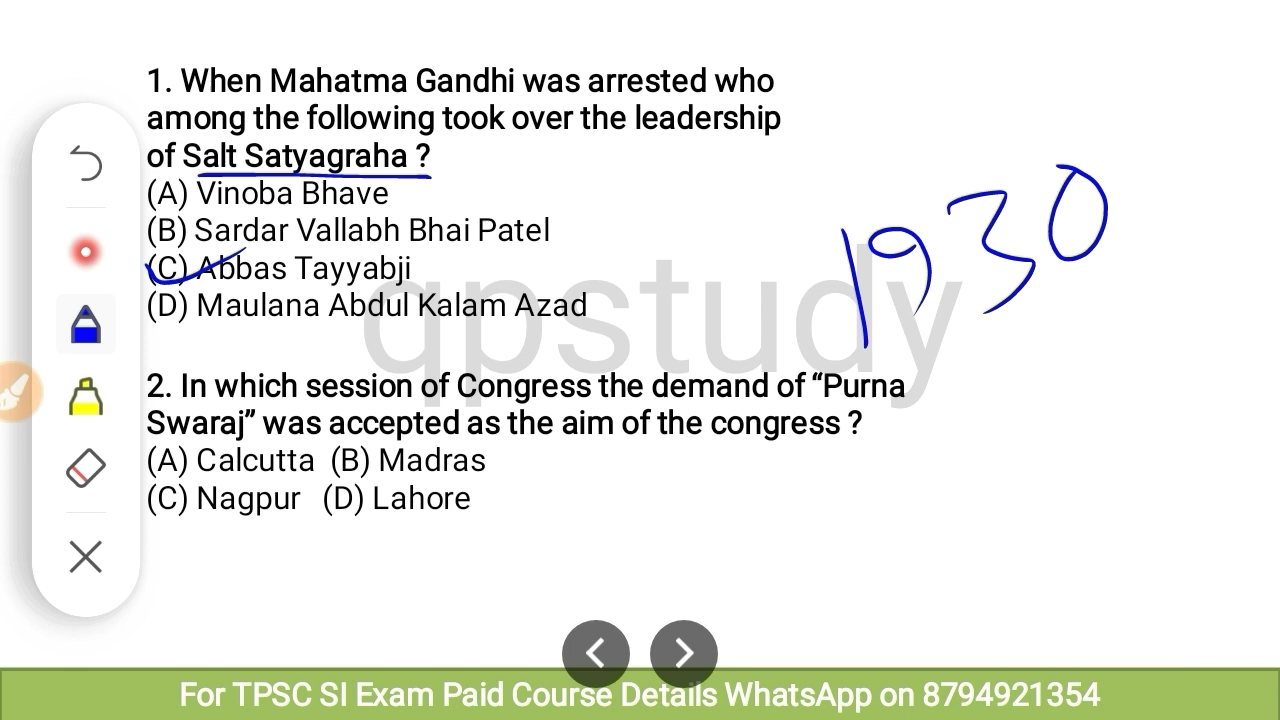 1. When Mahatma Gandhi was arrested who
among the following took over the leadership
of Salt Satyagraha ?
(A) Vinoba Bhave
(B) Sardar Vallabh Bhai Patel
(C) Abbas Tayyabji
(D) Maulana Abdul Kalam Azad
1930
qpstudy
2. In which session of Congress the demand of “Purna
Swaraj” was accepted as the aim of the congress ?
(A) Calcutta (B) Madras
(C) Nagpur (D) Lahore
For TPSC SI Exam Paid Course Details WhatsApp on 8794921354